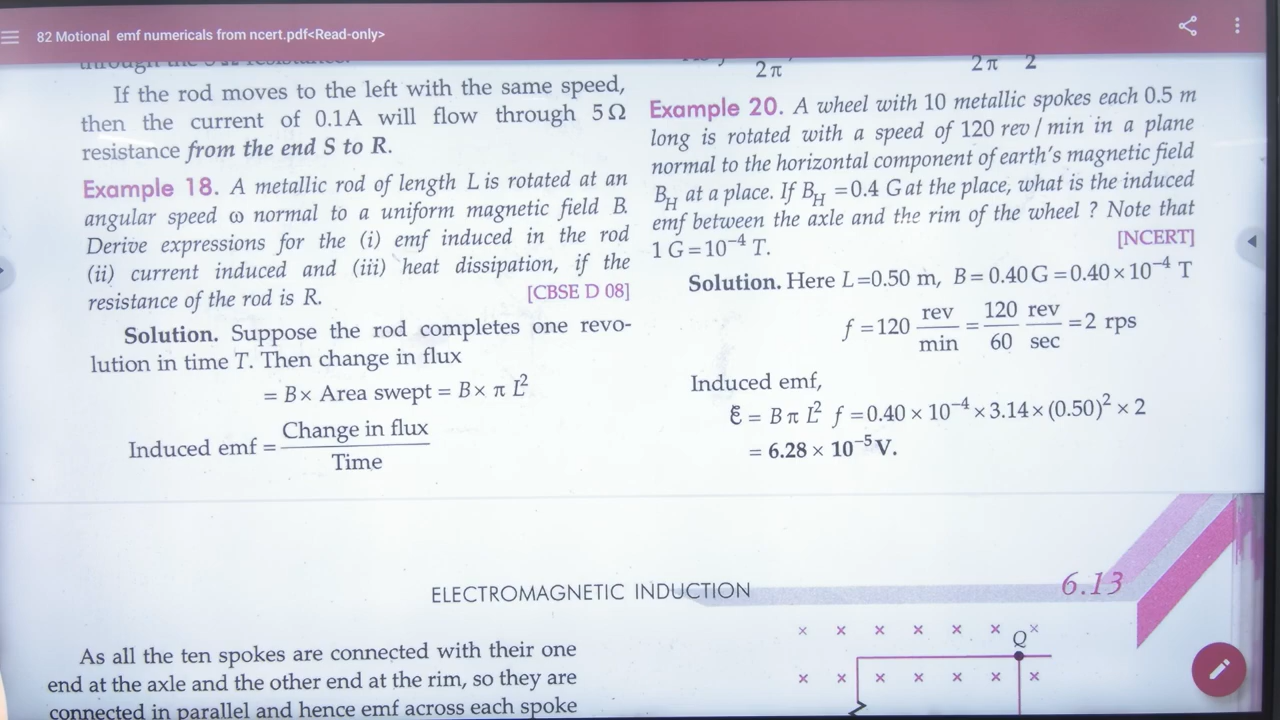 82 Motional emf numericals from ncert.pdf<Read-only>
through the 5 Ω resistance.
If the rod moves to the left with the same speed,
then the current of 0.1A will flow through 5 Ω
resistance from the end S to R.
Example 18. A metallic rod of length L is rotated at an
angular speed ω normal to a uniform magnetic field B.
Derive expressions for the (i) emf induced in the rod
(ii) current induced and (iii) heat dissipation, if the
resistance of the rod is R. [CBSE D 08]
Solution. Suppose the rod completes one revo-
lution in time T. Then change in flux
= B × Area swept = B × π L²
Induced emf = Change in flux / Time
2π 2π 2
Example 20. A wheel with 10 metallic spokes each 0.5 m
long is rotated with a speed of 120 rev / min in a plane
normal to the horizontal component of earth's magnetic field
B_H at a place. If B_H = 0.4 G at the place, what is the induced
emf between the axle and the rim of the wheel ? Note that
1 G = 10⁻⁴ T. [NCERT]
Solution. Here L = 0.50 m, B = 0.40 G = 0.40 × 10⁻⁴ T
f = 120 rev/min = 120/60 rev/sec = 2 rps
Induced emf,
ℰ = B π L² f = 0.40 × 10⁻⁴ × 3.14 × (0.50)² × 2
= 6.28 × 10⁻⁵ V.
ELECTROMAGNETIC INDUCTION 6.13
As all the ten spokes are connected with their one
end at the axle and the other end at the rim, so they are
connected in parallel and hence emf across each spoke
× × × × × × Q ×
× × × × × × ×